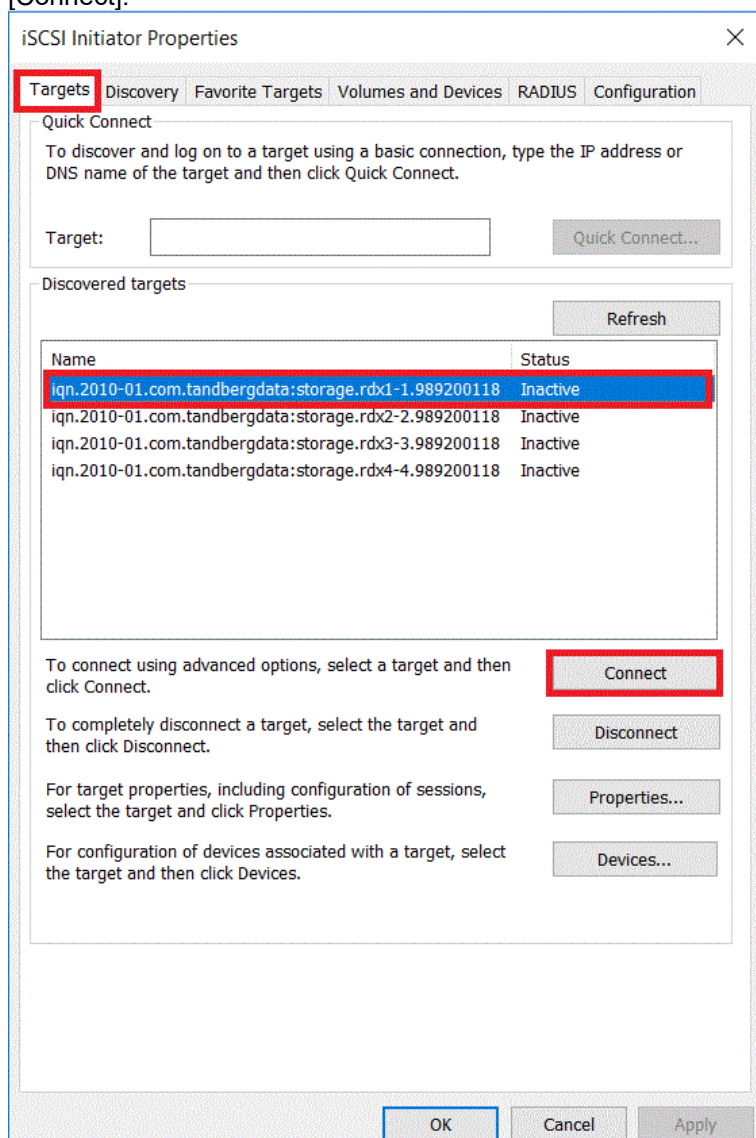 [Connect].
iSCSI Initiator Properties
Targets Discovery Favorite Targets Volumes and Devices RADIUS Configuration
Quick Connect
To discover and log on to a target using a basic connection, type the IP address or
DNS name of the target and then click Quick Connect.
Target:
Quick Connect...
Discovered targets
Refresh
Name Status
iqn.2010-01.com.tandbergdata:storage.rdx1-1.989200118 Inactive
iqn.2010-01.com.tandbergdata:storage.rdx2-2.989200118 Inactive
iqn.2010-01.com.tandbergdata:storage.rdx3-3.989200118 Inactive
iqn.2010-01.com.tandbergdata:storage.rdx4-4.989200118 Inactive
To connect using advanced options, select a target and then
click Connect.
Connect
To completely disconnect a target, select the target and
then click Disconnect.
Disconnect
For target properties, including configuration of sessions,
select the target and click Properties.
Properties...
For configuration of devices associated with a target, select
the target and then click Devices.
Devices...
OK Cancel Apply